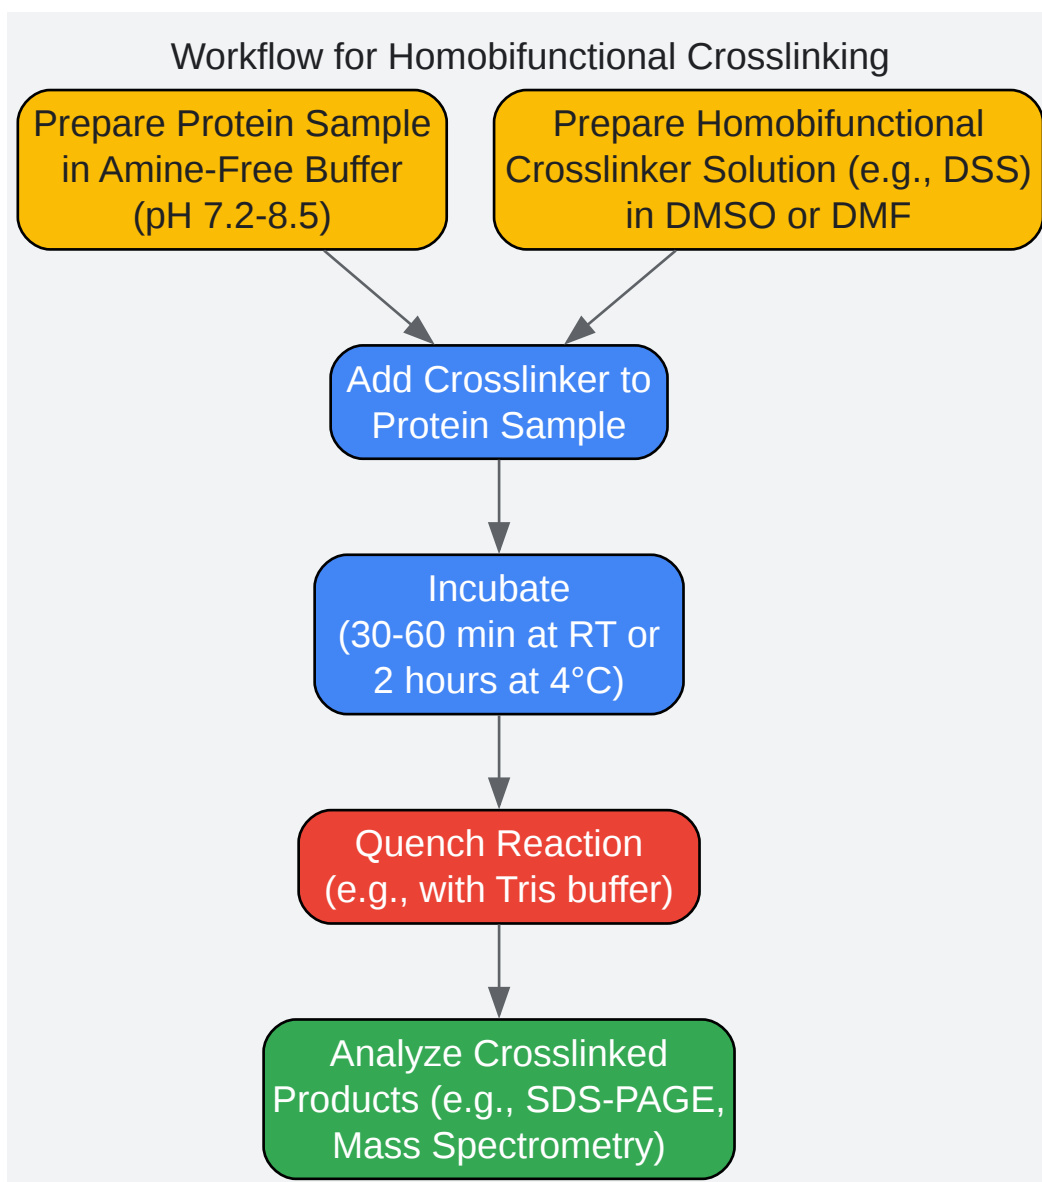 Workflow for Homobifunctional Crosslinking
Prepare Protein Sample
in Amine-Free Buffer
(pH 7.2-8.5)
Prepare Homobifunctional
Crosslinker Solution (e.g., DSS)
in DMSO or DMF
Add Crosslinker to
Protein Sample
Incubate
(30-60 min at RT or
2 hours at 4°C)
Quench Reaction
(e.g., with Tris buffer)
Analyze Crosslinked
Products (e.g., SDS-PAGE,
Mass Spectrometry)